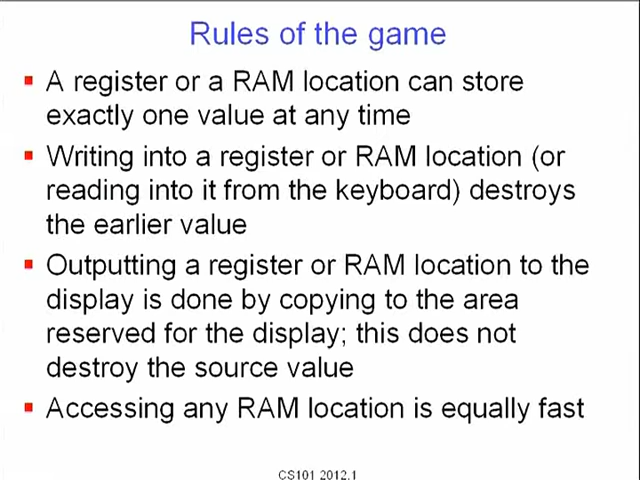 Rules of the game
A register or a RAM location can store
exactly one value at any time
Writing into a register or RAM location (or
reading into it from the keyboard) destroys
the earlier value
Outputting a register or RAM location to the
display is done by copying to the area
reserved for the display; this does not
destroy the source value
Accessing any RAM location is equally fast
CS101 2012.1